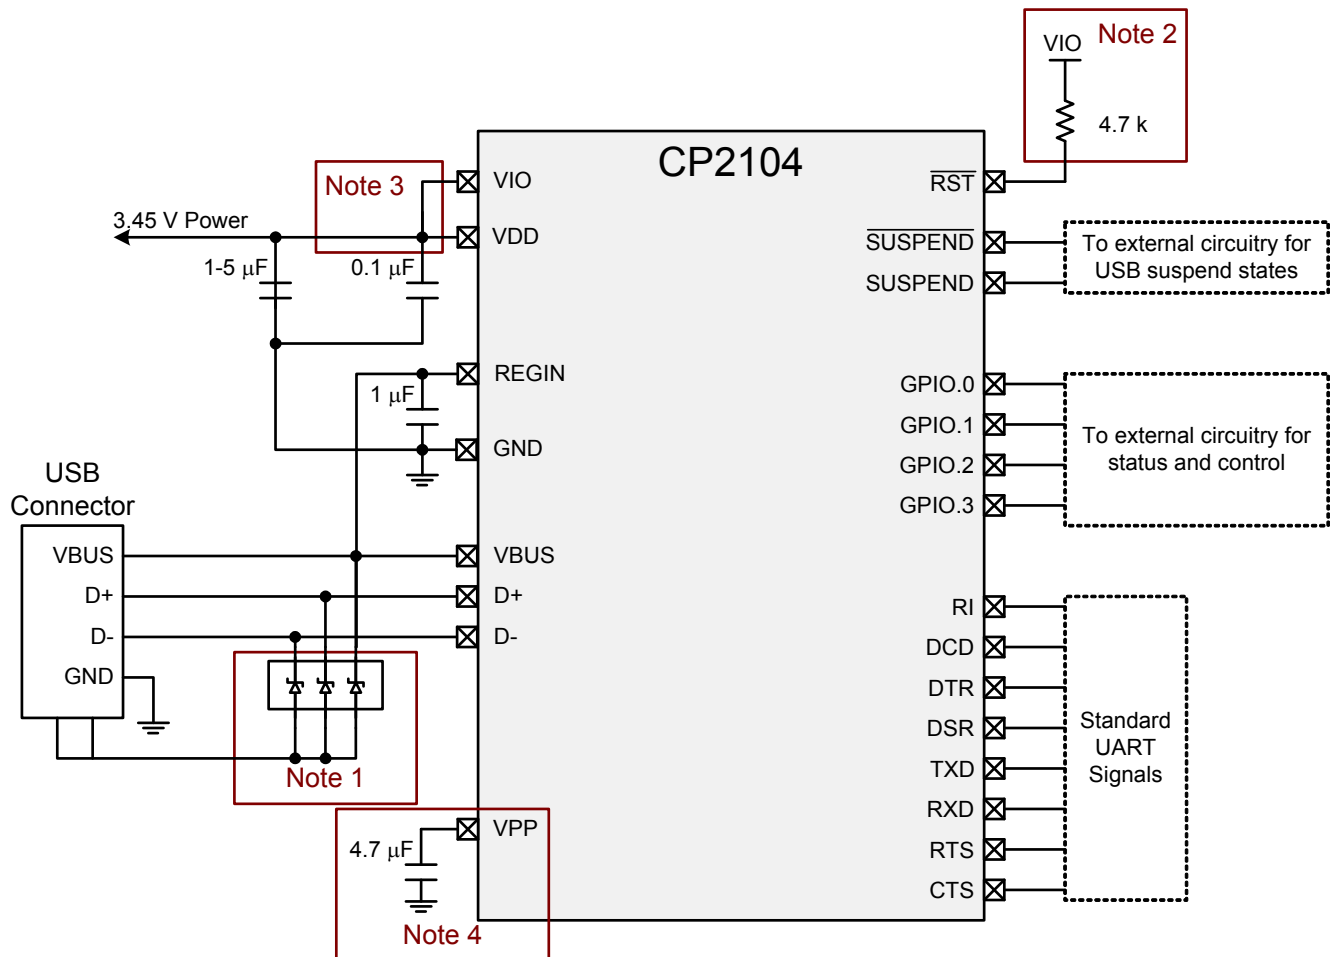 Note 2
VIO
4.7 k
CP2104
Note 3
VIO
RST
3.45 V Power
VDD
SUSPEND
To external circuitry for
USB suspend states
1-5 μF
0.1 μF
SUSPEND
REGIN
1 μF
GPIO.0
GPIO.1
To external circuitry for
status and control
GND
GPIO.2
GPIO.3
USB
Connector
VBUS
VBUS
D+
D+
D-
D-
GND
RI
DCD
DTR
DSR
TXD
RXD
RTS
CTS
Standard
UART
Signals
Note 1
VPP
4.7 μF
Note 4